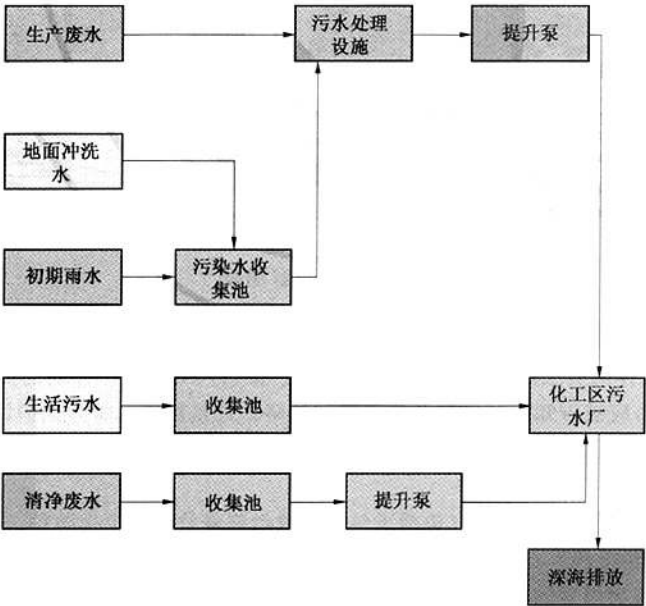 生产废水
污水处理
设施
提升泵
地面冲洗
水
初期雨水
污染水收
集池
生活污水
收集池
化工区污
水厂
清净废水
收集池
提升泵
深海排放